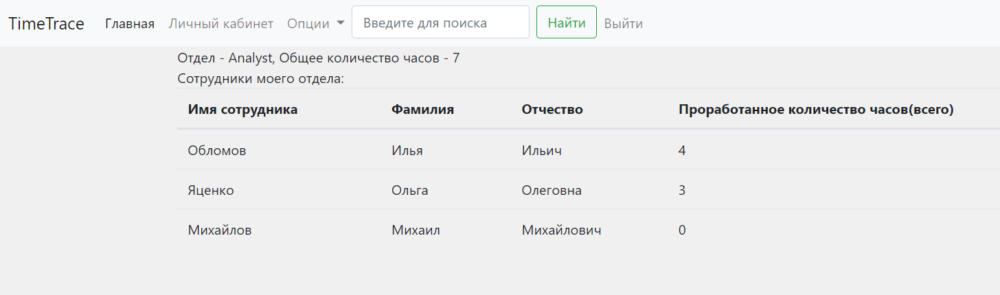 TimeTrace Главная Личный кабинет Опции Введите для поиска Найти Выйти
Отдел - Analyst, Общее количество часов - 7
Сотрудники моего отдела:
Имя сотрудника Фамилия Отчество Проработанное количество часов(всего)
Обломов Илья Ильич 4
Яценко Ольга Олеговна 3
Михайлов Михаил Михайлович 0